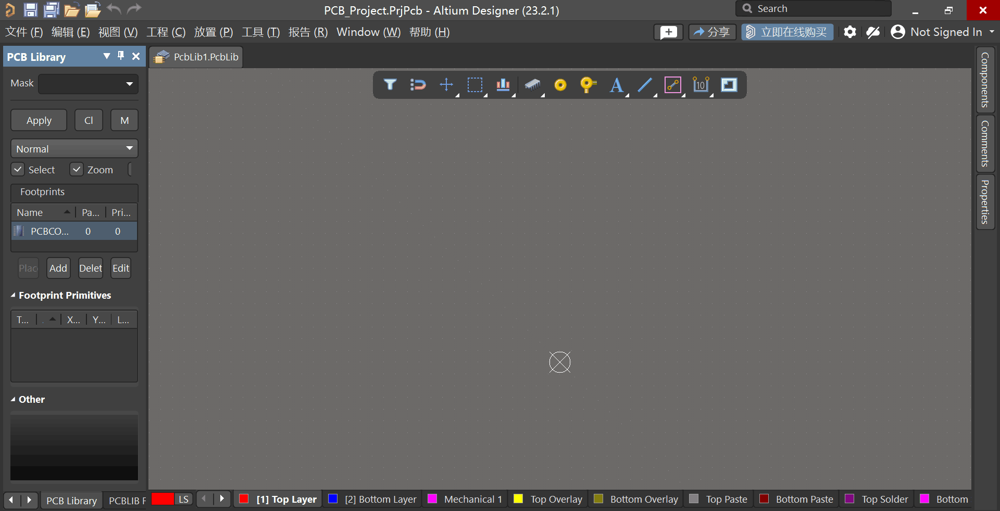 PCB_Project.PrjPcb - Altium Designer (23.2.1)
Search
文件 (F) 编辑 (E) 视图 (V) 工程 (C) 放置 (P) 工具 (T) 报告 (R) Window (W) 帮助 (H)
分享
立即在线购买
Not Signed In
PCB Library
PcbLib1.PcbLib
Mask
Apply Cl M
Normal
Select Zoom
Footprints
Name Pa... Pri...
PCBCO... 0 0
Plac Add Delet Edit
Footprint Primitives
T... . X... Y... L...
Other
A
10
Components
Comments
Properties
PCB Library PCBLIB F
LS [1] Top Layer [2] Bottom Layer Mechanical 1 Top Overlay Bottom Overlay Top Paste Bottom Paste Top Solder Bottom